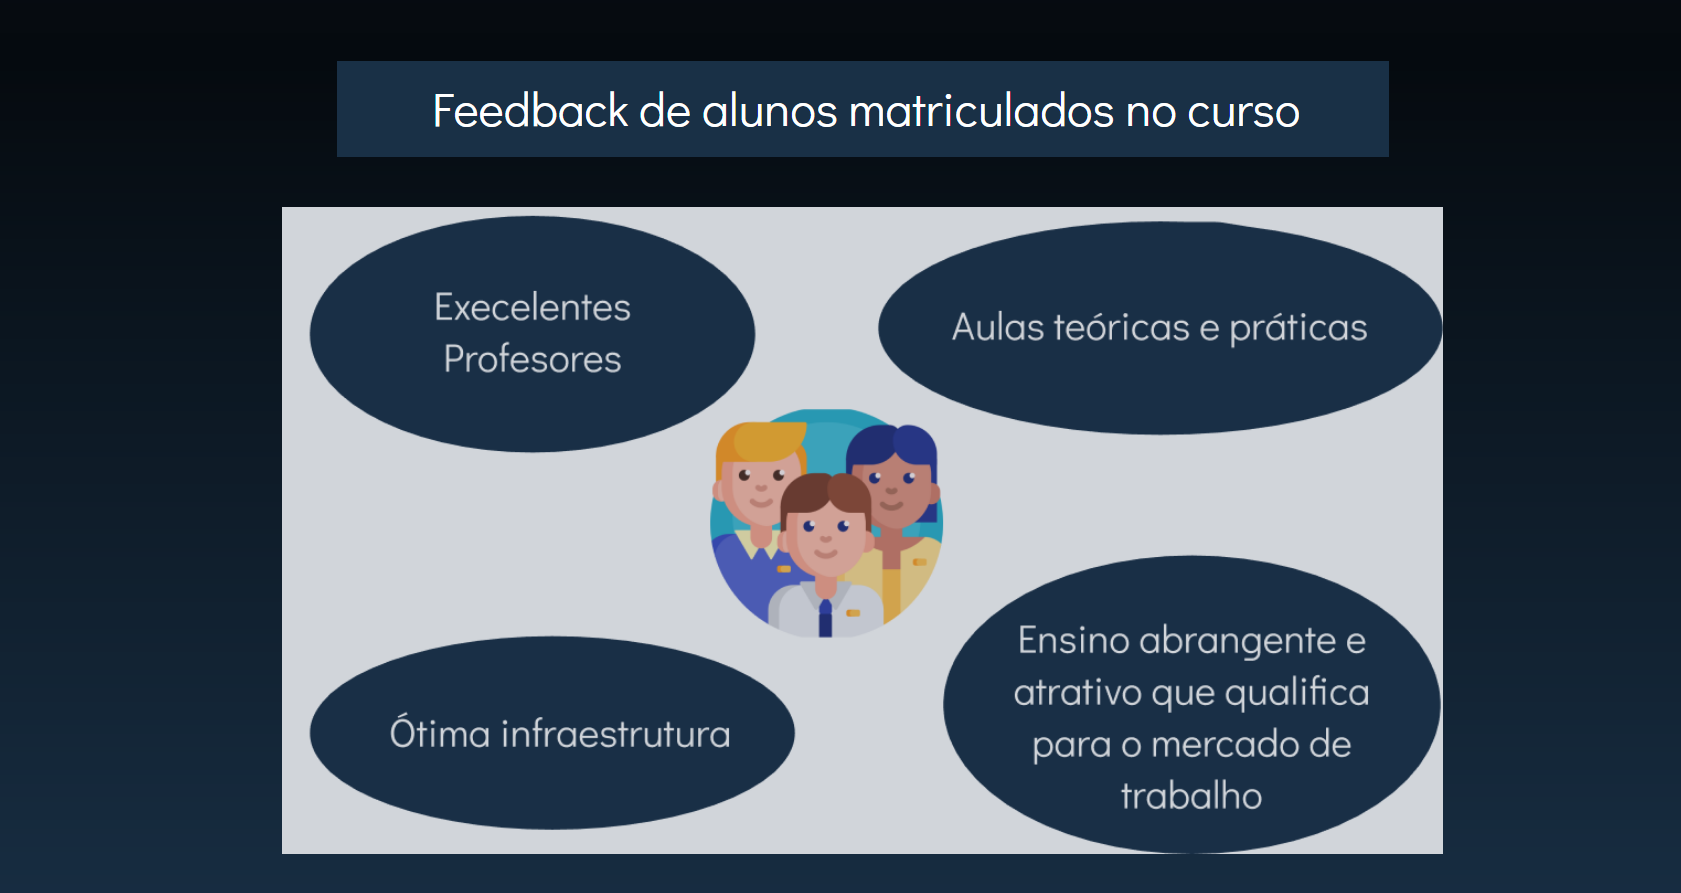 Feedback de alunos matriculados no curso
Execelentes
Profesores
Aulas teóricas e práticas
Ótima infraestrutura
Ensino abrangente e
atrativo que qualifica
para o mercado de
trabalho